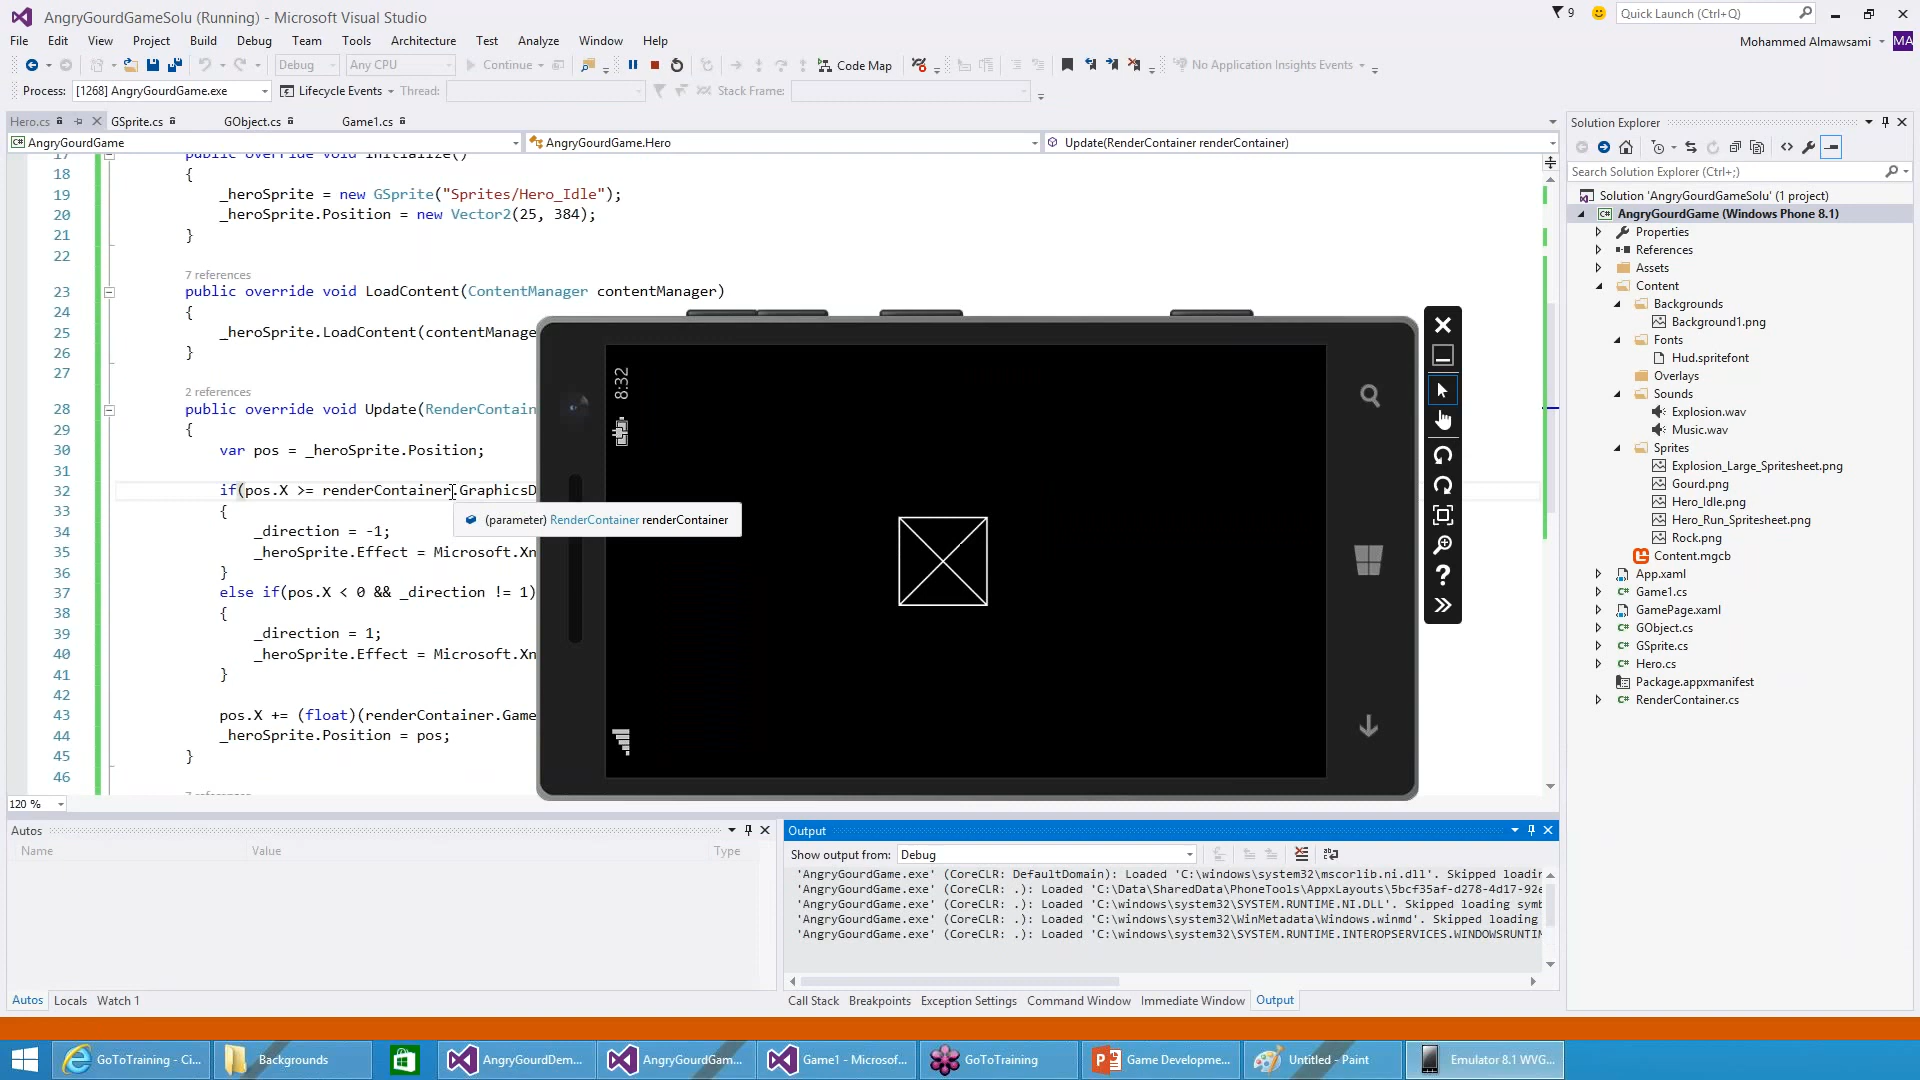 AngryGourdGameSolu (Running) - Microsoft Visual Studio
9
Quick Launch (Ctrl+Q)
File Edit View Project Build Debug Team Tools Architecture Test Analyze Window Help
Mohammed Almawsami
MA
Debug
Any CPU
Continue
Code Map
No Application Insights Events
Process:
[1268] AngryGourdGame.exe
Lifecycle Events
Thread:
Stack Frame:
Hero.cs GSprite.cs GObject.cs Game1.cs
AngryGourdGame
AngryGourdGame.Hero
Update(RenderContainer renderContainer)
17 public override void Initialize()
18 {
19 _heroSprite = new GSprite("Sprites/Hero_Idle");
20 _heroSprite.Position = new Vector2(25, 384);
21 }
22
7 references
23 public override void LoadContent(ContentManager contentManager)
24 {
25 _heroSprite.LoadContent(contentManage
26 }
27
2 references
28 public override void Update(RenderContain
29 {
30 var pos = _heroSprite.Position;
31
32 if(pos.X >= renderContainer.GraphicsD
33 {
(parameter) RenderContainer renderContainer
34 _direction = -1;
35 _heroSprite.Effect = Microsoft.Xn
36 }
37 else if(pos.X < 0 && _direction != 1)
38 {
39 _direction = 1;
40 _heroSprite.Effect = Microsoft.Xn
41 }
42
43 pos.X += (float)(renderContainer.Game
44 _heroSprite.Position = pos;
45 }
46
7 references
120 %
8:32
?
Solution Explorer
Search Solution Explorer (Ctrl+;)
Solution 'AngryGourdGameSolu' (1 project)
AngryGourdGame (Windows Phone 8.1)
Properties
References
Assets
Content
Backgrounds
Background1.png
Fonts
Hud.spritefont
Overlays
Sounds
Explosion.wav
Music.wav
Sprites
Explosion_Large_Spritesheet.png
Gourd.png
Hero_Idle.png
Hero_Run_Spritesheet.png
Rock.png
Content.mgcb
App.xaml
Game1.cs
GamePage.xaml
GObject.cs
GSprite.cs
Hero.cs
Package.appxmanifest
RenderContainer.cs
Autos
Name Value Type
Autos Locals Watch 1
Output
Show output from:
Debug
'AngryGourdGame.exe' (CoreCLR: DefaultDomain): Loaded 'C:\windows\system32\mscorlib.ni.dll'. Skipped loadin
'AngryGourdGame.exe' (CoreCLR: .): Loaded 'C:\Data\SharedData\PhoneTools\AppxLayouts\5bcf35af-d278-4d17-92e
'AngryGourdGame.exe' (CoreCLR: .): Loaded 'C:\windows\system32\SYSTEM.RUNTIME.NI.DLL'. Skipped loading symb
'AngryGourdGame.exe' (CoreCLR: .): Loaded 'C:\windows\system32\WinMetadata\Windows.winmd'. Skipped loading
'AngryGourdGame.exe' (CoreCLR: .): Loaded 'C:\windows\system32\SYSTEM.RUNTIME.INTEROPSERVICES.WINDOWSRUNTIM
Call Stack Breakpoints Exception Settings Command Window Immediate Window Output
GoToTraining - Ci...
Backgrounds
AngryGourdDem...
AngryGourdGam...
Game1 - Microsof...
GoToTraining
Game Developme...
Untitled - Paint
Emulator 8.1 WVG...